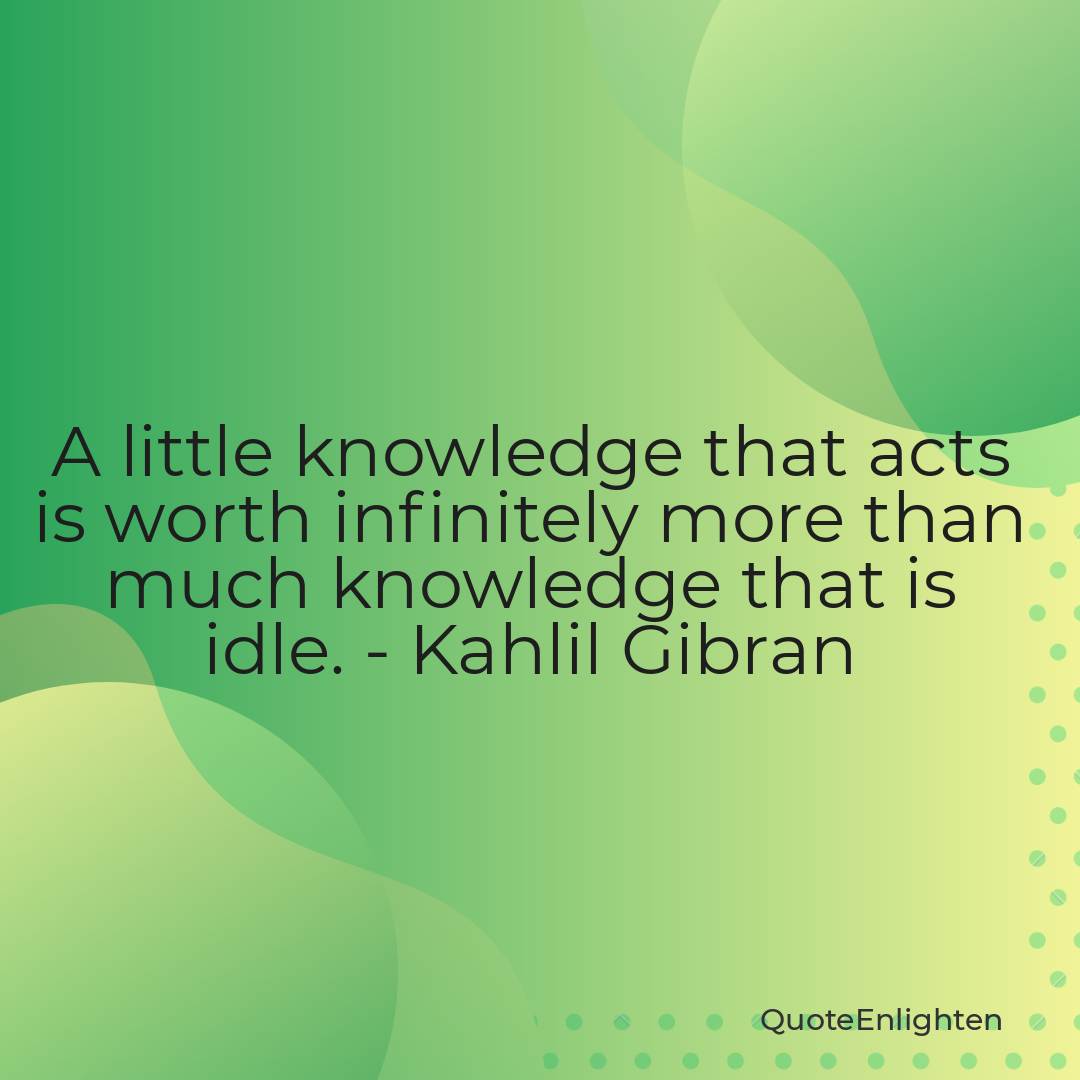 A little knowledge that acts
is worth infinitely more than
much knowledge that is
idle. - Kahlil Gibran
QuoteEnlighten